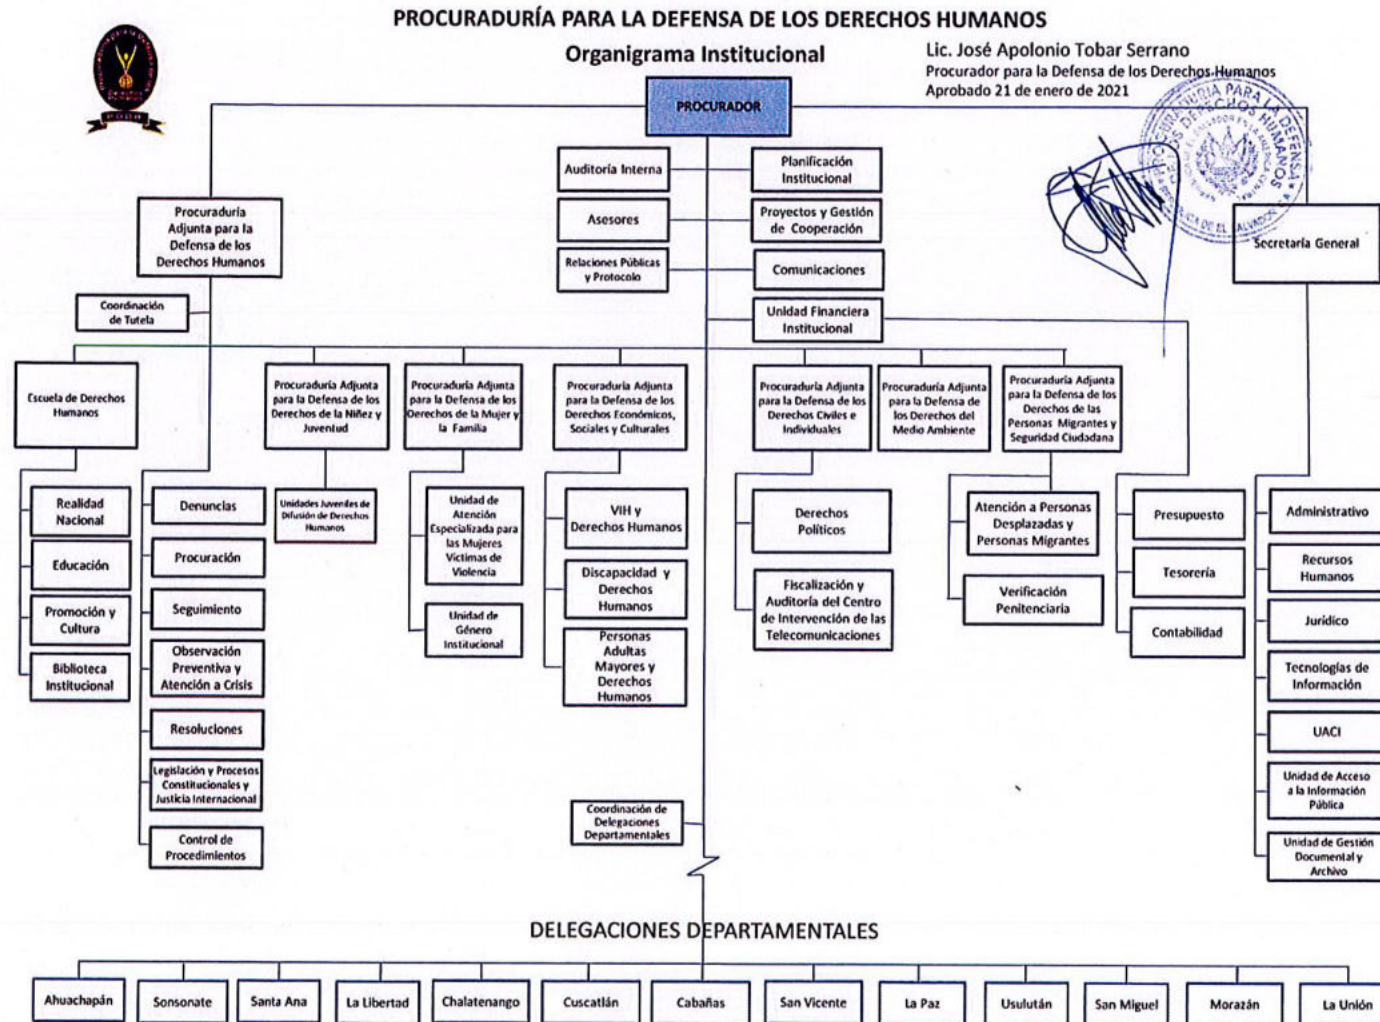 PROCURADURÍA PARA LA DEFENSA DE LOS DERECHOS HUMANOS
Organigrama Institucional
Lic. José Apolonio Tobar Serrano
Procurador para la Defensa de los Derechos Humanos
Aprobado 21 de enero de 2021
PROCURADOR
Auditoría Interna
Planificación
Institucional
Asesores
Proyectos y Gestión
de Cooperación
Relaciones Públicas
y Protocolo
Comunicaciones
Unidad Financiera
Institucional
Procuraduría
Adjunta para la
Defensa de los
Derechos Humanos
Secretaría General
Coordinación
de Tutela
Escuela de Derechos
Humanos
Procuraduría Adjunta
para la Defensa de los
Derechos de la Niñez y
Juventud
Procuraduría Adjunta
para la Defensa de los
Derechos de la Mujer y
la Familia
Procuraduría Adjunta
para la Defensa de los
Derechos Económicos,
Sociales y Culturales
Procuraduría Adjunta
para la Defensa de los
Derechos Civiles e
Individuales
Procuraduría Adjunta
para la Defensa de
los Derechos del
Medio Ambiente
Procuraduría Adjunta
para la Defensa de los
Derechos de las
Personas Migrantes y
Seguridad Ciudadana
Realidad
Nacional
Educación
Promoción y
Cultura
Biblioteca
Institucional
Denuncias
Procuración
Seguimiento
Observación
Preventiva y
Atención a Crisis
Resoluciones
Legislación y Procesos
Constitucionales y
Justicia Internacional
Control de
Procedimientos
Unidades Juveniles de
Difusión de Derechos
Humanos
Unidad de
Atención
Especializada para
las Mujeres
Víctimas de
Violencia
Unidad de
Género
Institucional
VIH y
Derechos Humanos
Discapacidad y
Derechos
Humanos
Personas
Adultas
Mayores y
Derechos
Humanos
Derechos
Políticos
Fiscalización y
Auditoría del Centro
de Intervención de las
Telecomunicaciones
Atención a Personas
Desplazadas y
Personas Migrantes
Verificación
Penitenciaria
Presupuesto
Tesorería
Contabilidad
Administrativo
Recursos
Humanos
Jurídico
Tecnologías de
Información
UACI
Unidad de Acceso
a la Información
Pública
Unidad de Gestión
Documental y
Archivo
Coordinación de
Delegaciones
Departamentales
DELEGACIONES DEPARTAMENTALES
Ahuachapán
Sonsonate
Santa Ana
La Libertad
Chalatenango
Cuscatlán
Cabañas
San Vicente
La Paz
Usulután
San Miguel
Morazán
La Unión